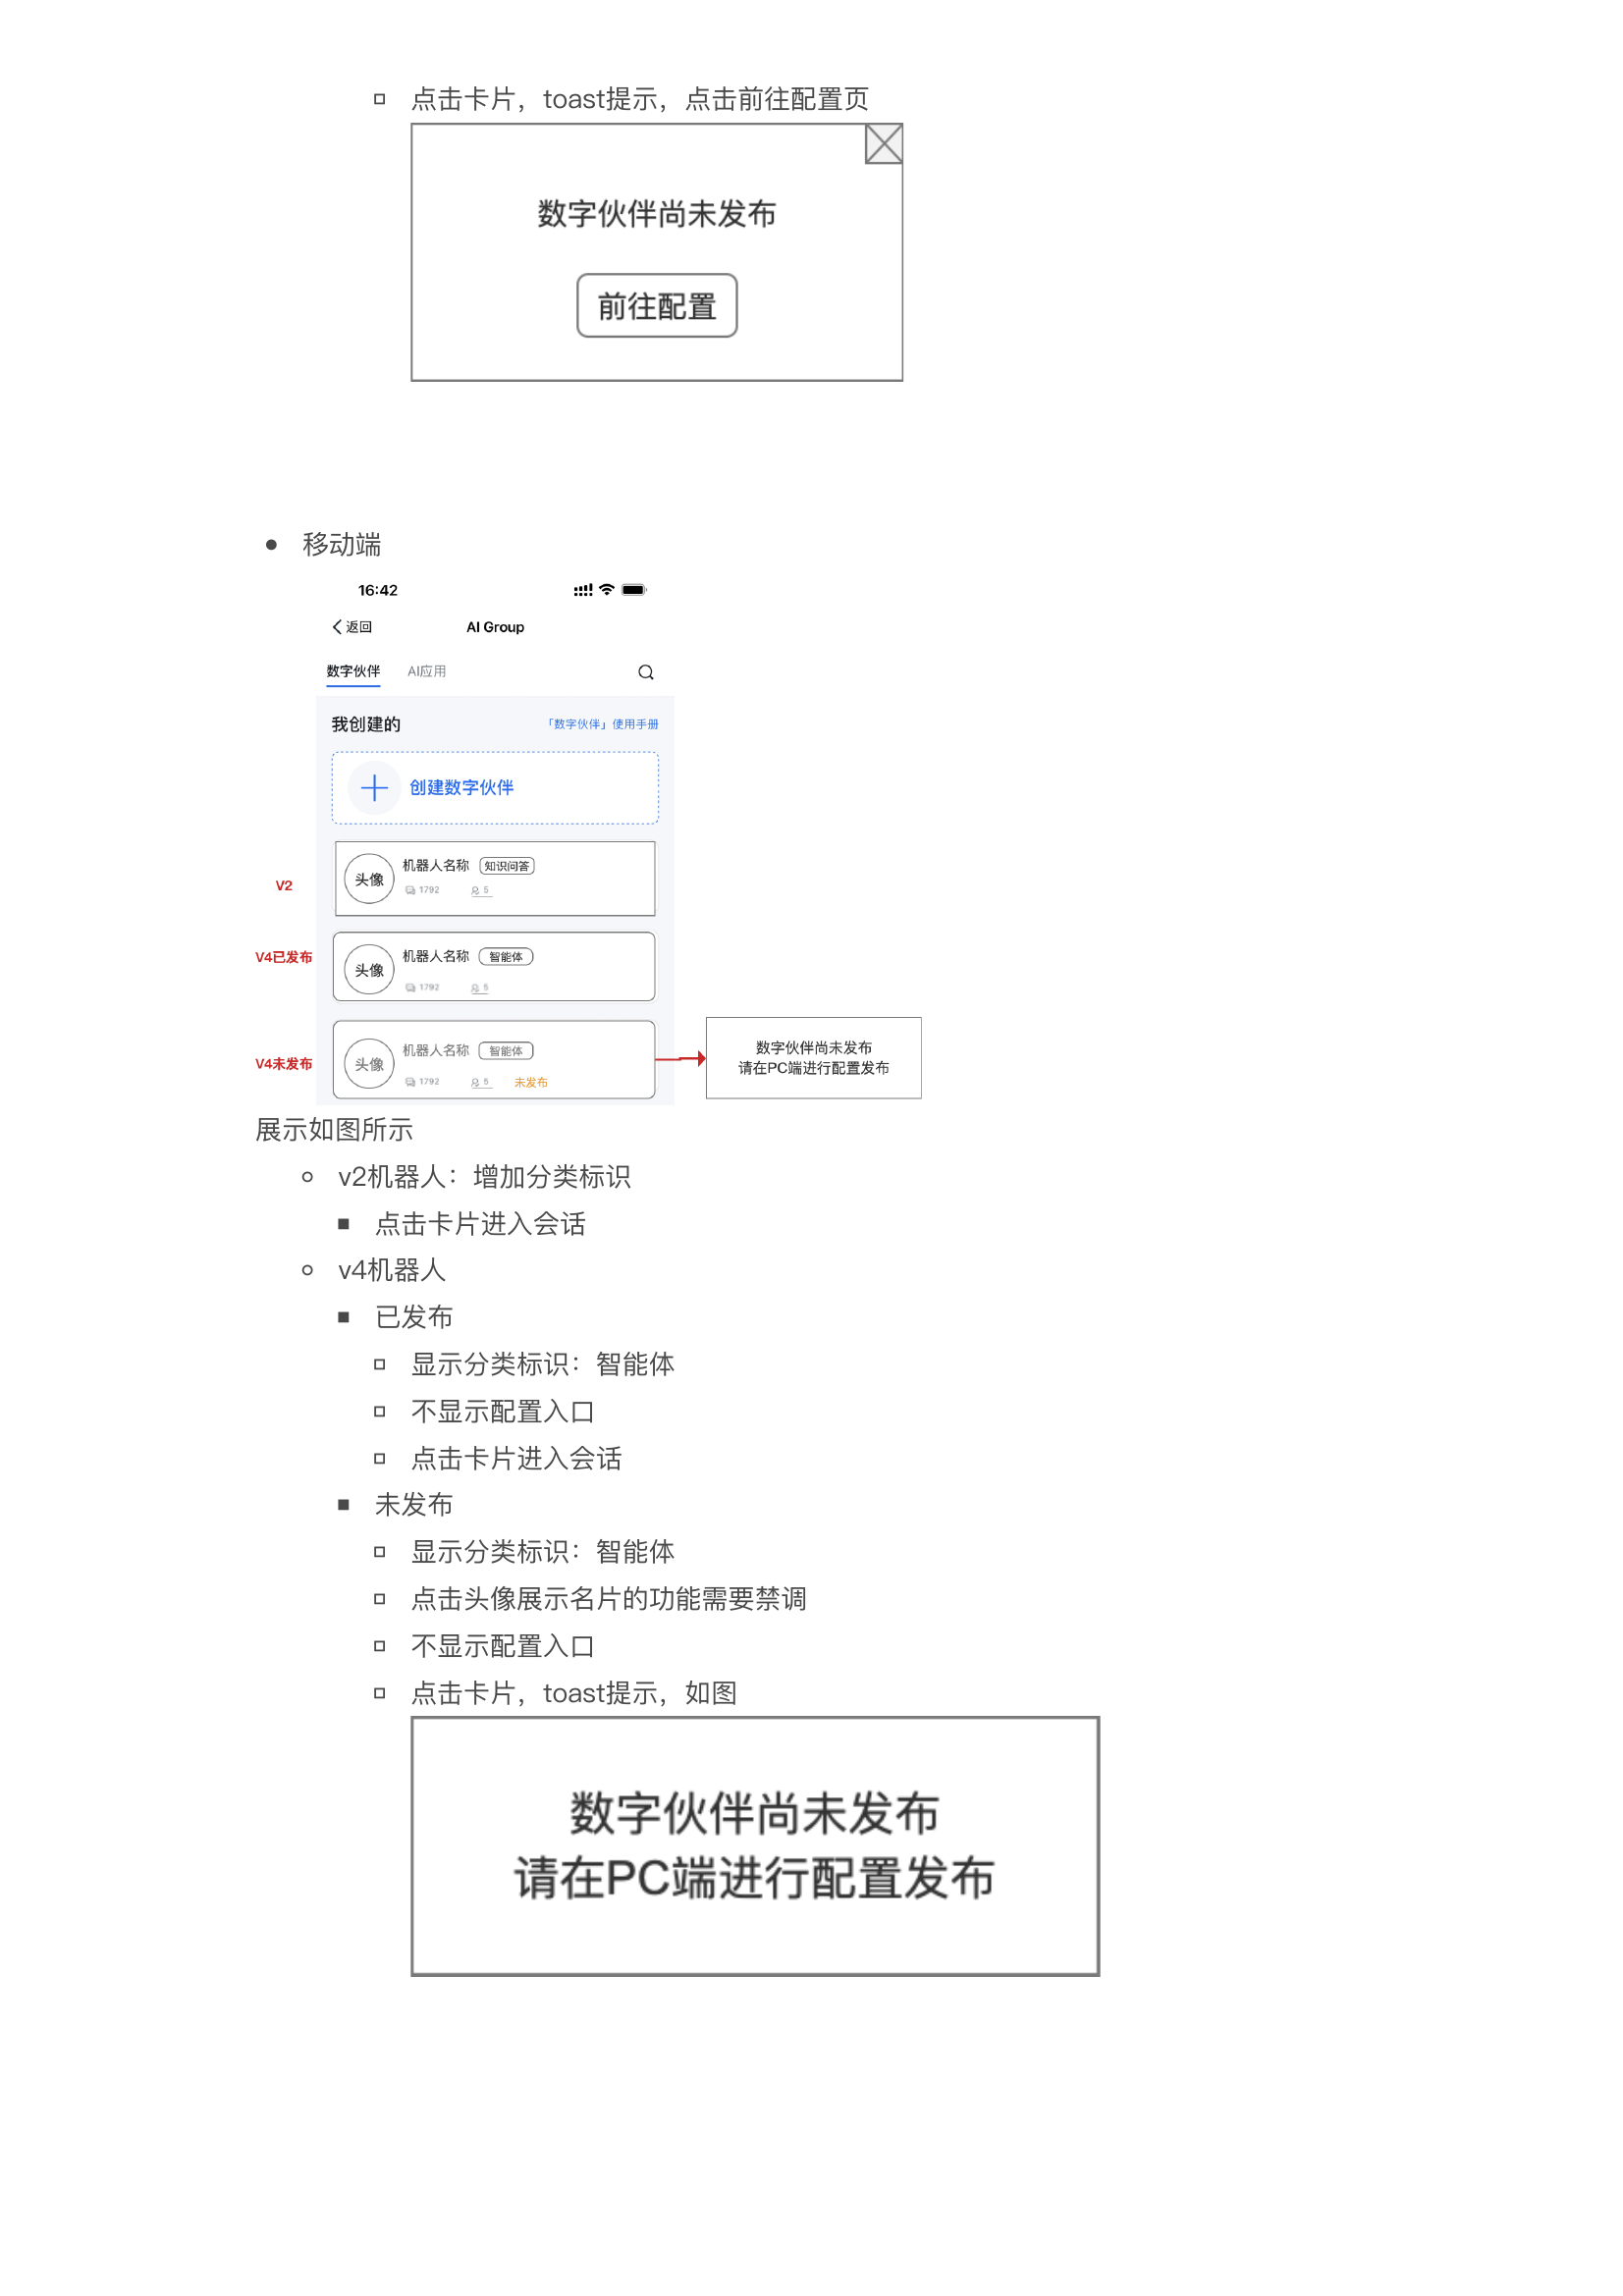 点击卡片，toast提示，点击前往配置页
数字伙伴尚未发布
前往配置
移动端
16:42
返回
AI Group
数字伙伴 AI应用
我创建的 「数字伙伴」使用手册
创建数字伙伴
V2
头像
机器人名称 知识问答
1792 5
V4已发布
头像
机器人名称 智能体
1792 5
V4未发布
头像
机器人名称 智能体
1792 5 未发布
数字伙伴尚未发布
请在PC端进行配置发布
展示如图所示
v2机器人：增加分类标识
点击卡片进入会话
v4机器人
已发布
显示分类标识：智能体
不显示配置入口
点击卡片进入会话
未发布
显示分类标识：智能体
点击头像展示名片的功能需要禁调
不显示配置入口
点击卡片，toast提示，如图
数字伙伴尚未发布
请在PC端进行配置发布